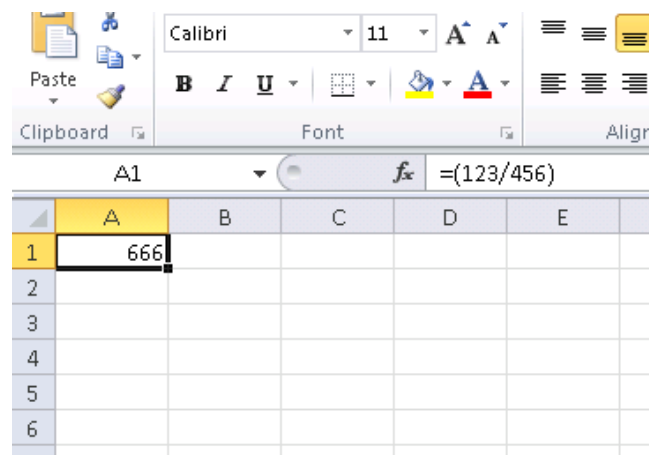 Calibri 11 A A
Paste B I U A
Clipboard Font Align
A1 fx =(123/456)
A B C D E
1 666
2
3
4
5
6